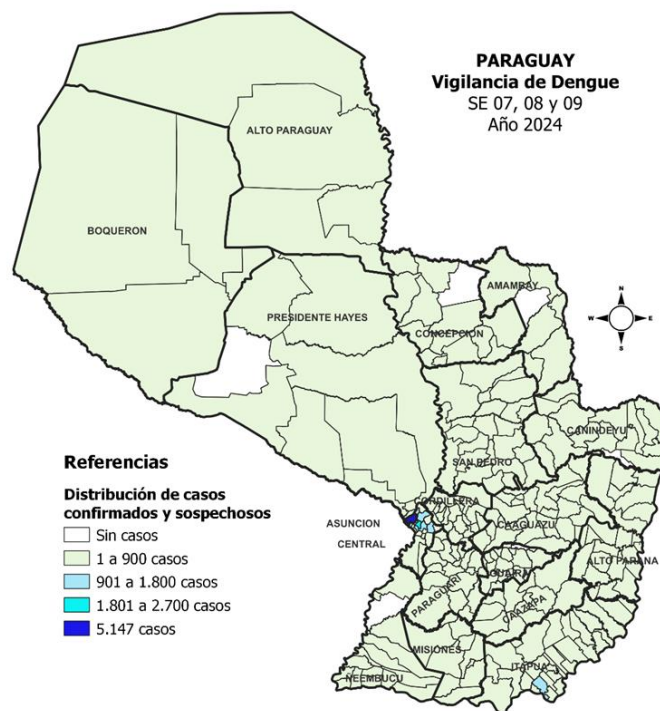 PARAGUAY
Vigilancia de Dengue
SE 07, 08 y 09
Año 2024
ALTO PARAGUAY
BOQUERON
AMAMBAY
N
W E
S
PRESIDENTE HAYES
CONCEPCION
CANINDEYU
SAN PEDRO
Referencias
Distribución de casos
confirmados y sospechosos
Sin casos
1 a 900 casos
901 a 1.800 casos
1.801 a 2.700 casos
5.147 casos
CORDILLERA
ASUNCION
CENTRAL
CAAGUAZU
ALTO PARANA
GUAIRA
PARAGUARI
CAAZAPA
MISIONES
ITAPUA
ÑEEMBUCU